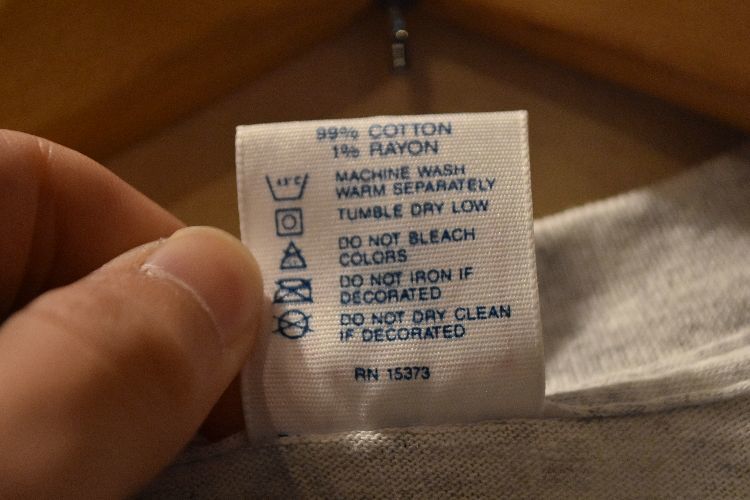 99% COTTON
1% RAYON
MACHINE WASH
WARM SEPARATELY
TUMBLE DRY LOW
DO NOT BLEACH
COLORS
DO NOT IRON IF
DECORATED
DO NOT DRY CLEAN
IF DECORATED
RN 15373